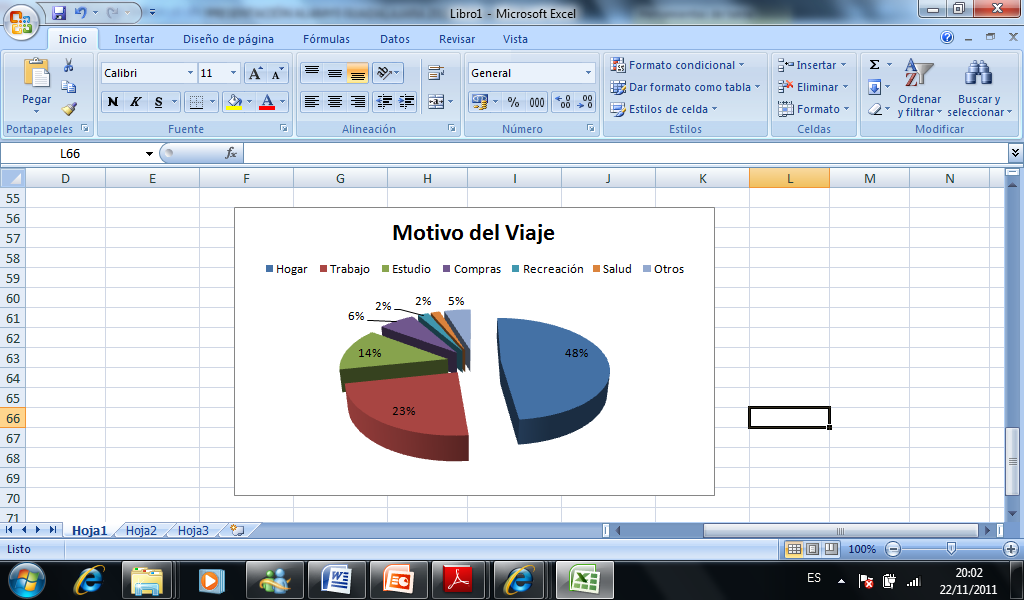 Libro1 - Microsoft Excel
Inicio Insertar Diseño de página Fórmulas Datos Revisar Vista
Pegar
Portapapeles
Calibri 11
N K S
Fuente
Alineación
General
% 000
Número
Formato condicional
Dar formato como tabla
Estilos de celda
Estilos
Insertar
Eliminar
Formato
Celdas
Σ
Ordenar y filtrar
Buscar y seleccionar
Modificar
L66 fx
D E F G H I J K L M N
55
56
57
58
59
60
61
62
63
64
65
66
67
68
69
70
71
Motivo del Viaje
Hogar Trabajo Estudio Compras Recreación Salud Otros
2% 2% 5%
6%
14% 48%
23%
Hoja1 Hoja2 Hoja3
Listo 100%
ES 20:02
22/11/2011